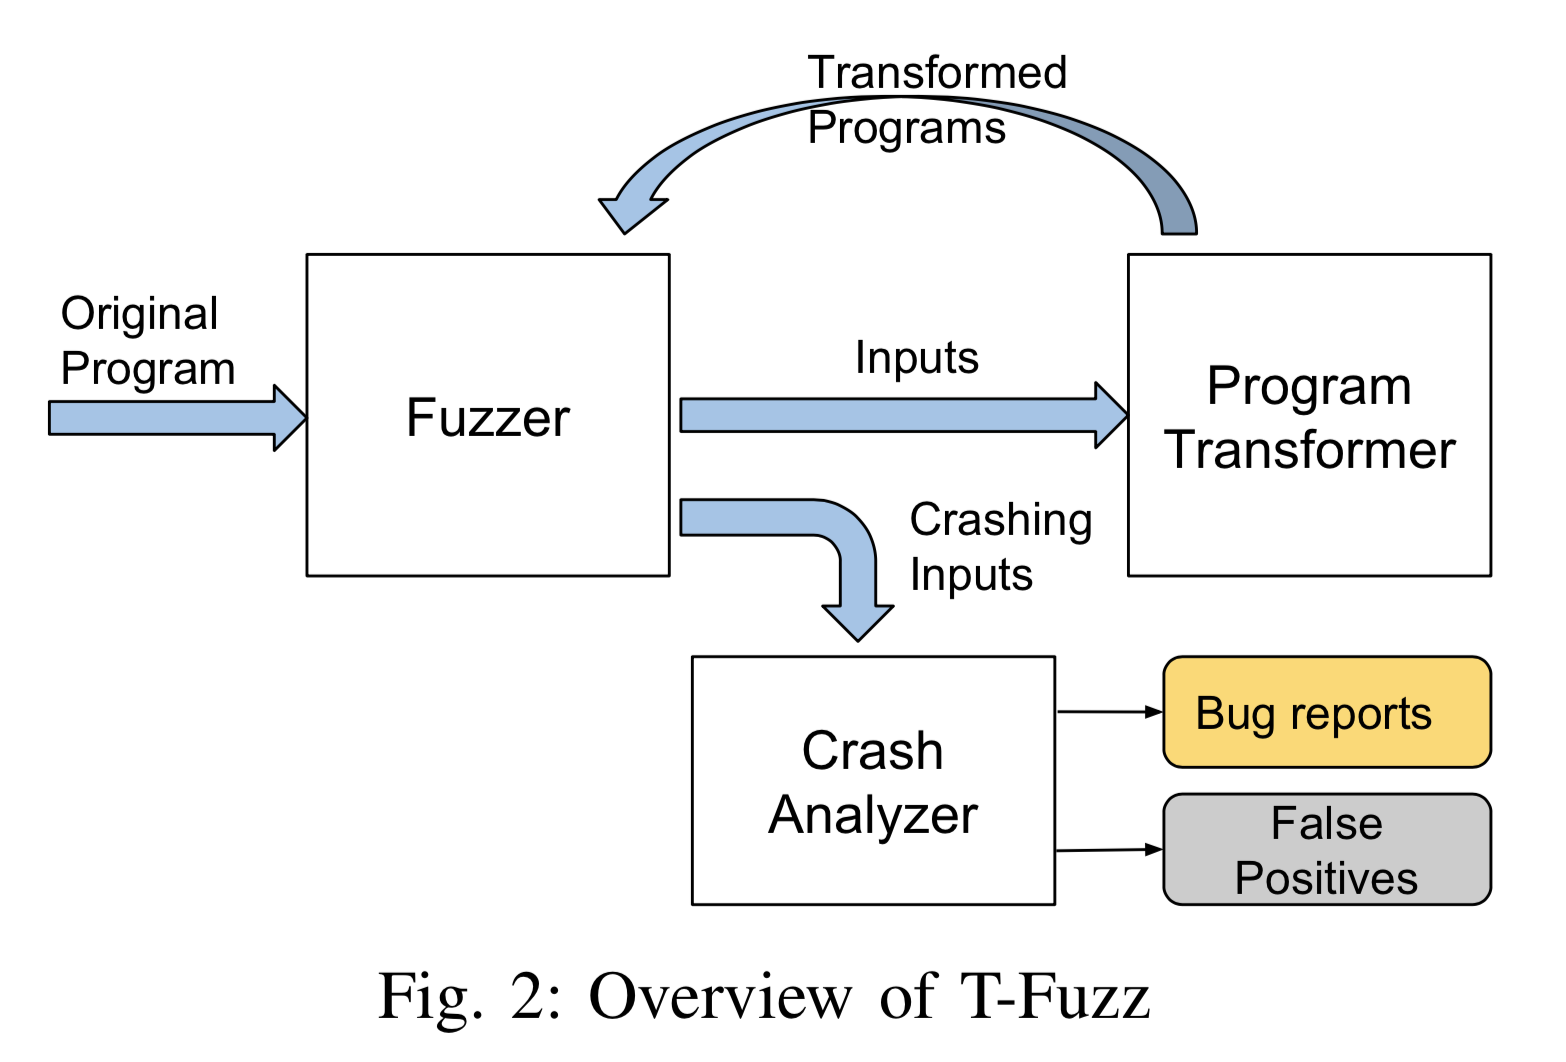 Transformed
Programs
Original
Program
Fuzzer
Inputs
Program
Transformer
Crashing
Inputs
Crash
Analyzer
Bug reports
False
Positives
Fig. 2: Overview of T-Fuzz